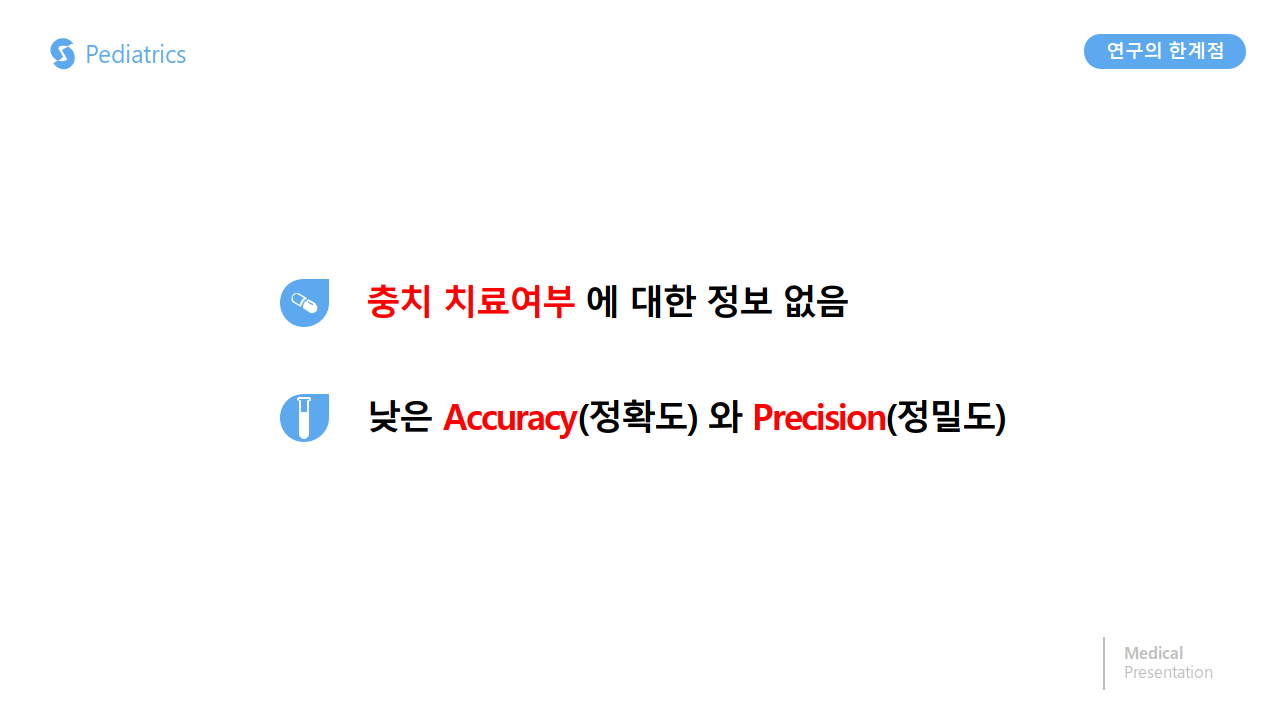 Pediatrics
연구의 한계점
충치 치료여부 에 대한 정보 없음
낮은 Accuracy(정확도) 와 Precision(정밀도)
Medical
Presentation